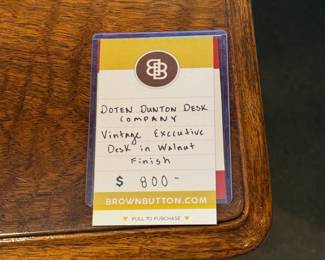 BB
DOTEN DUNTON DESK
COMPANY
Vintage Executive
Desk in Walnut
Finish
$ 800-
BROWNBUTTON.COM
PULL TO PURCHASE